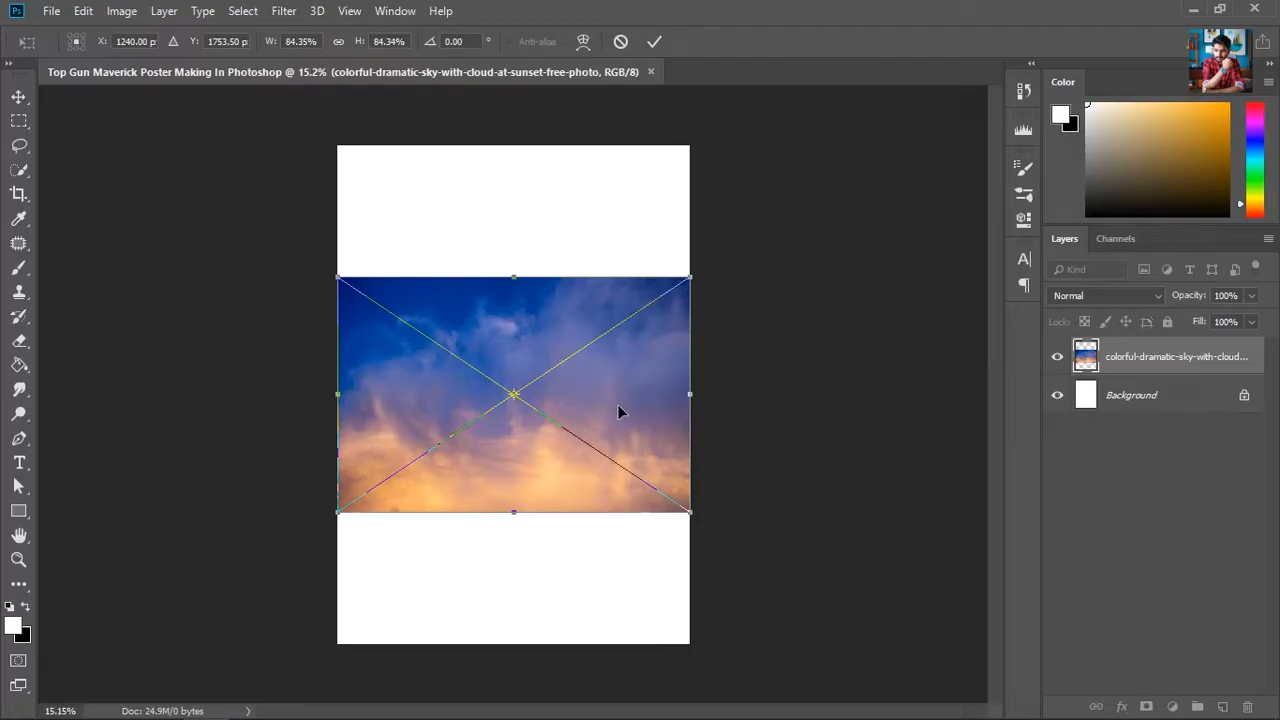 Ps File Edit Image Layer Type Select Filter 3D View Window Help
X: 1240.00 p: Y: 1753.50 p: W: 84.35% H: 84.34% 0.00 ° Anti-alias
Top Gun Maverick Poster Making In Photoshop @ 15.2% (colorful-dramatic-sky-with-cloud-at-sunset-free-photo, RGB/8) ×
Color
Layers Channels
Kind
Normal Opacity: 100%
Lock: Fill: 100%
colorful-dramatic-sky-with-cloud...
Background
15.15% Doc: 24.9M/0 bytes